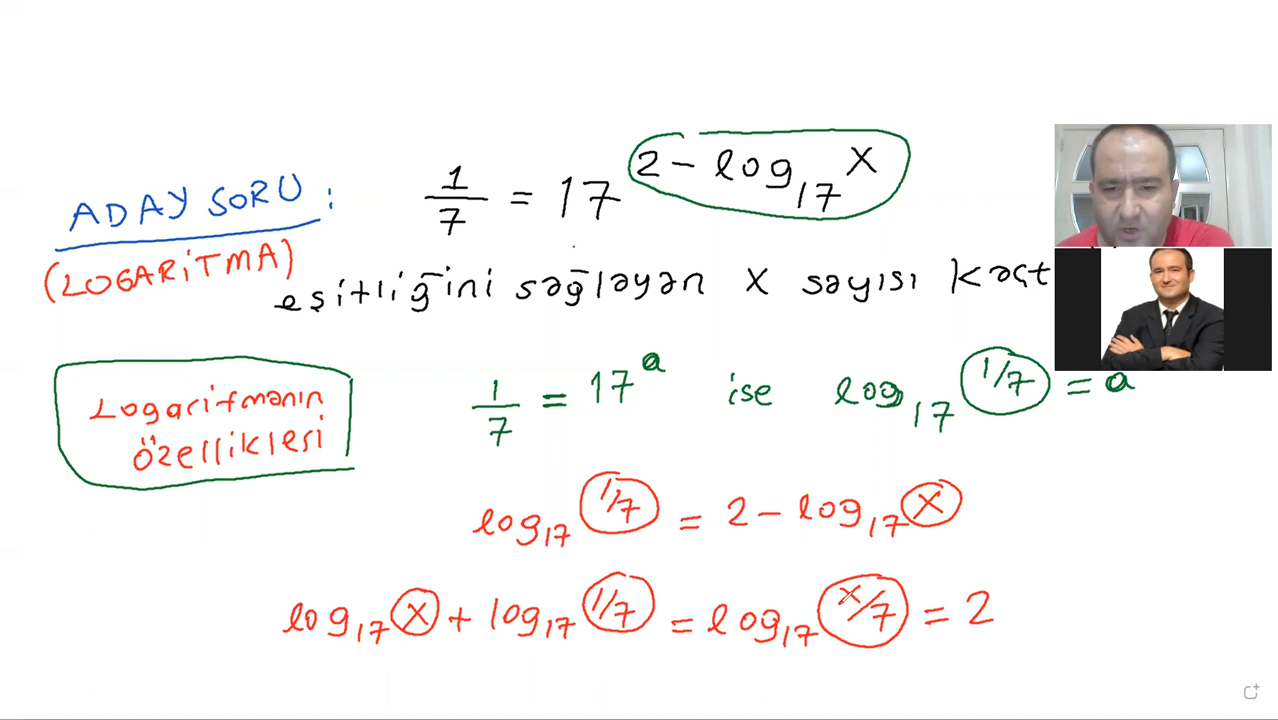 ADAY SORU :
(LOGARİTMA)
1/7 = 17^(2 - log₁₇ x)
eşitliğini sağlayan x sayısı kaçt
Logaritmanın
özellikleri
1/7 = 17^a ise log₁₇ (1/7) = a
log₁₇ (1/7) = 2 - log₁₇ (x)
log₁₇ (x) + log₁₇ (1/7) = log₁₇ (x/7) = 2